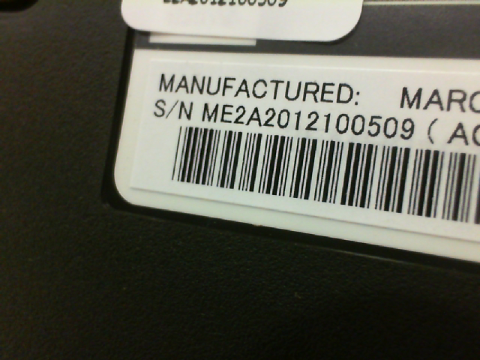 MANUFACTURED: MARC
S/N ME2A2012100509 ( AC